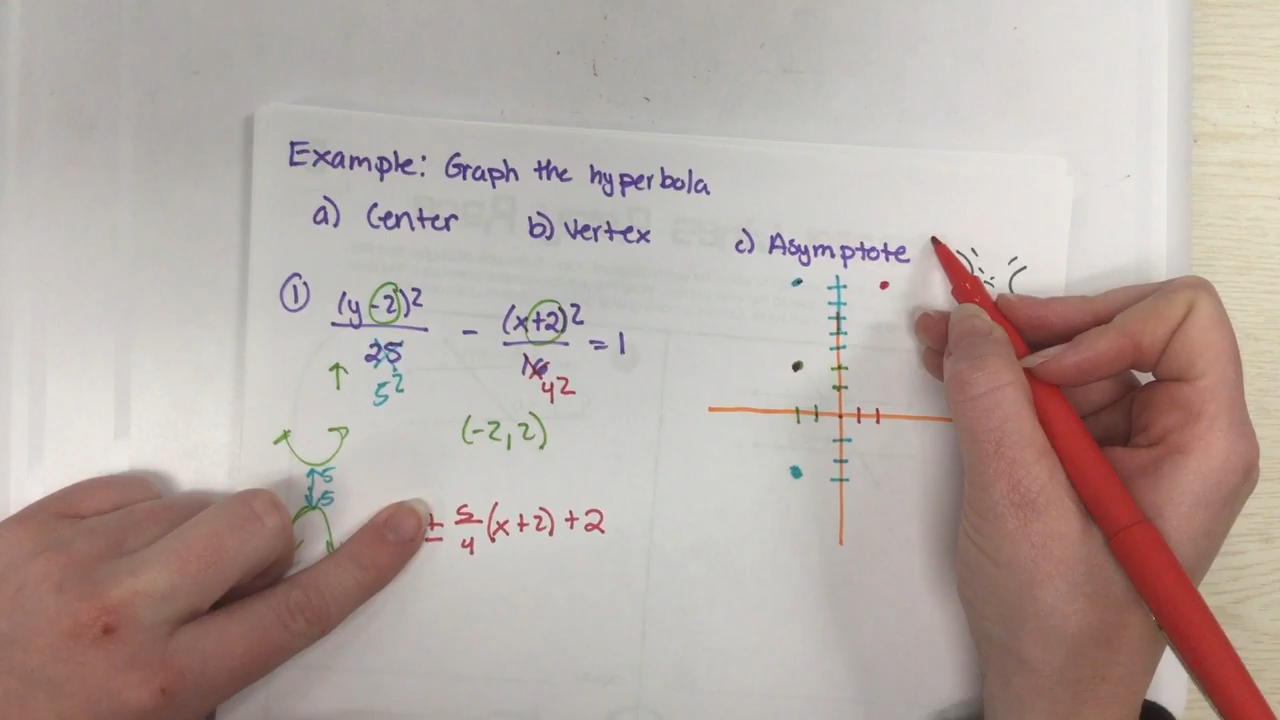 Example: Graph the hyperbola
a) Center b) Vertex c) Asymptote
① (y-2)² / 25 - (x+2)² / 16 = 1
5² 4²
(-2, 2)
5
5
± 5/4 (x+2) + 2